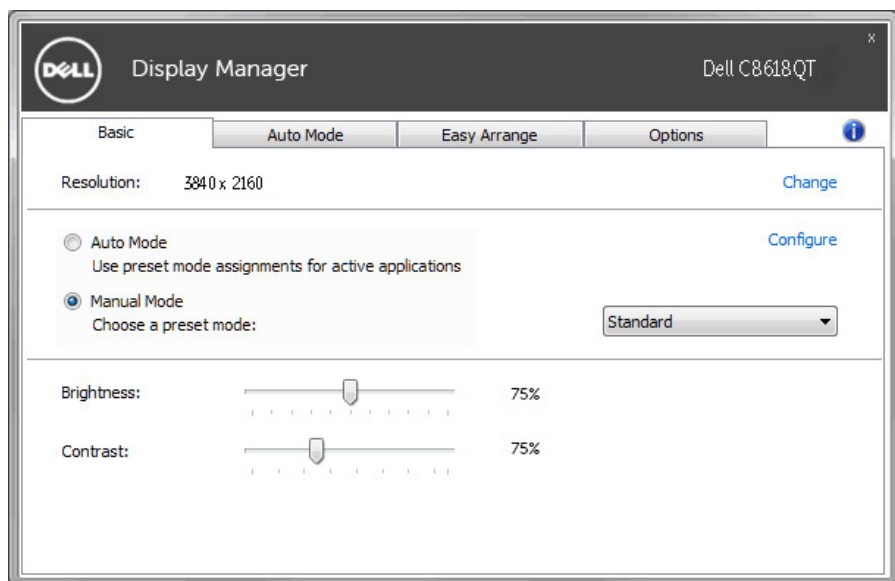 DELL Display Manager Dell C8618QT x
Basic Auto Mode Easy Arrange Options i
Resolution: 3840 x 2160 Change
Auto Mode Configure
Use preset mode assignments for active applications
Manual Mode
Choose a preset mode: Standard
Brightness: 75%
Contrast: 75%